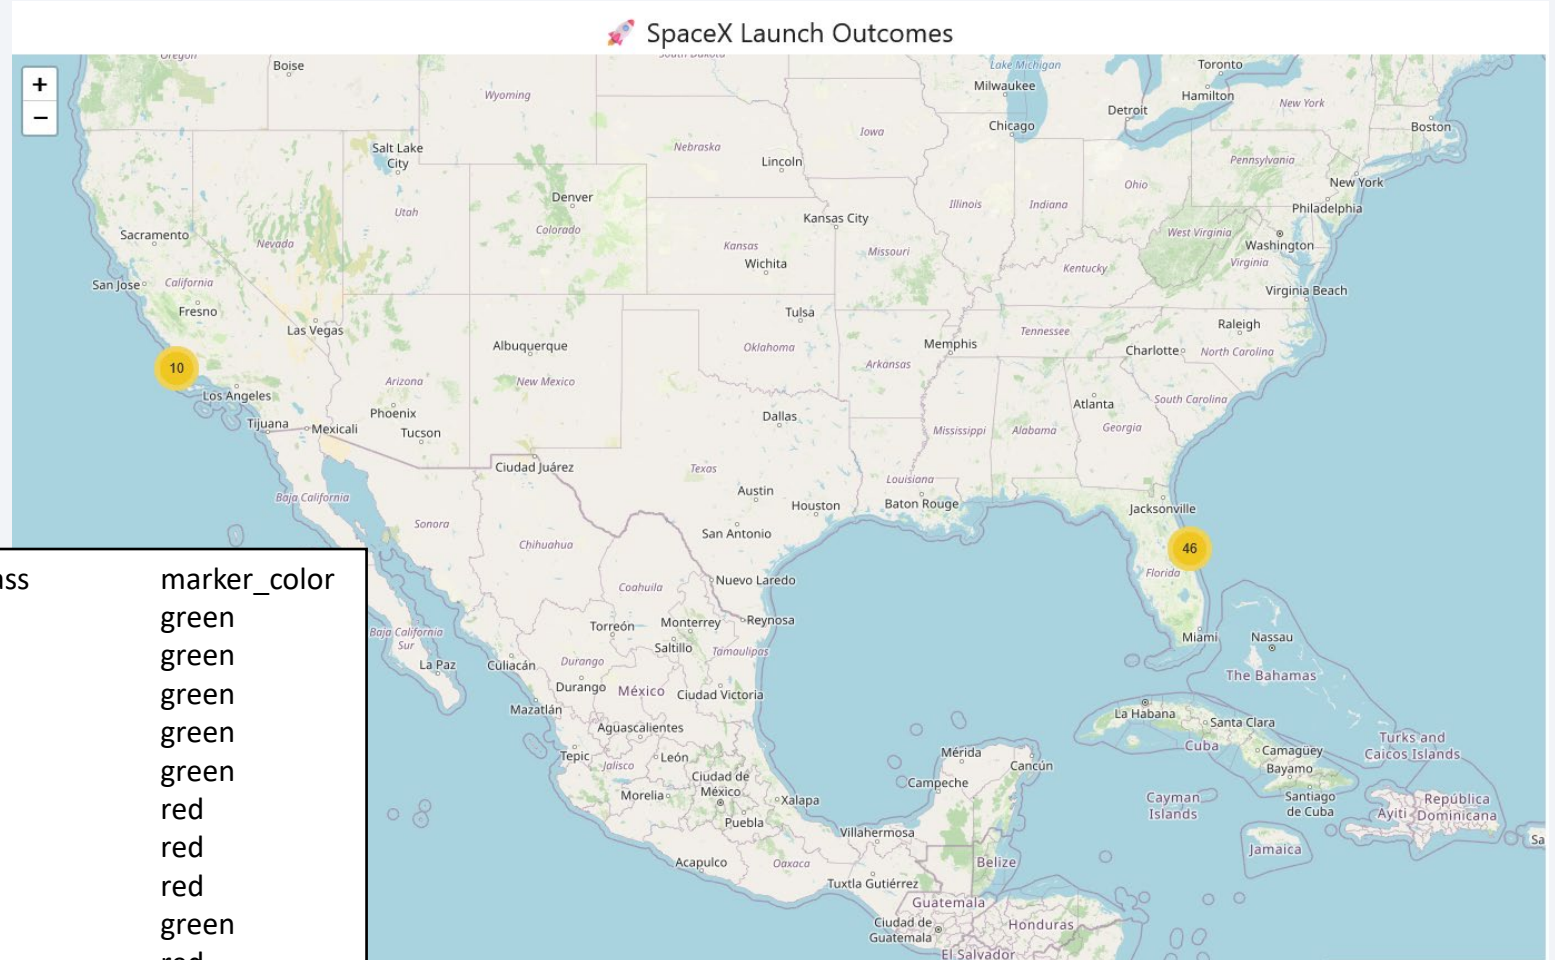 SpaceX Launch Outcomes
+
−
Oregon
Boise
South Dakota
Lake Michigan
Toronto
Wyoming
Milwaukee
Hamilton
New York
Detroit
Chicago
Boston
Iowa
Salt Lake
City
Nebraska
Lincoln
Pennsylvania
New York
Ohio
Denver
Utah
Illinois
Indiana
Philadelphia
Kansas City
Colorado
Sacramento
Nevada
Kansas
Missouri
West Virginia
Washington
Wichita
Virginia
Kentucky
San Jose
California
Virginia Beach
Fresno
Tulsa
Las Vegas
Tennessee
Raleigh
Albuquerque
Oklahoma
Memphis
Charlotte
North Carolina
10
Arkansas
Arizona
New Mexico
Los Angeles
South Carolina
Atlanta
Phoenix
Dallas
Tijuana
Mexicali
Tucson
Mississippi
Alabama
Georgia
Ciudad Juárez
Texas
Louisiana
Austin
Baja California
Houston
Baton Rouge
Jacksonville
Sonora
San Antonio
Chihuahua
46
Florida
Coahuila
Nuevo Laredo
Torreón
Monterrey
Reynosa
Baja California
Sur
Saltillo
Tamaulipas
Miami
Nassau
La Paz
Culiacán
Durango
The Bahamas
Durango
México
Ciudad Victoria
Mazatlán
La Habana
Santa Clara
Aguascalientes
Turks and
Caicos Islands
Cuba
Camagüey
Tepic
León
Mérida
Jalisco
Cancún
Bayamo
Ciudad de
México
Campeche
Morelia
Xalapa
Cayman
Islands
Santiago
de Cuba
República
Dominicana
Ayiti
Puebla
Villahermosa
Sa
Jamaica
Acapulco
Oaxaca
Belize
Tuxtla Gutiérrez
Guatemala
Ciudad de
Guatemala
Honduras
El Salvador
ass marker_color
green
green
green
green
green
red
red
red
green
red